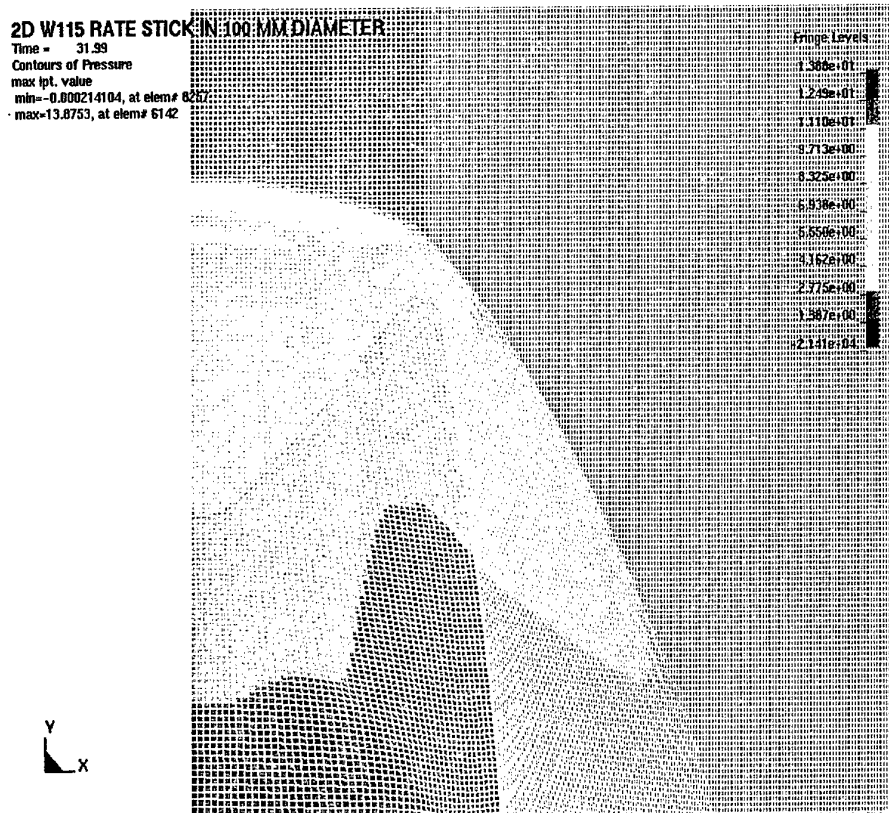 2D W115 RATE STICK IN 100 MM DIAMETER
Time = 31.99
Contours of Pressure
max ipt. value
min=-0.000214104, at elem# 8257
max=13.8753, at elem# 6142
Fringe Levels
1.388e+01
1.249e+01
1.110e+01
9.713e+00
8.325e+00
6.938e+00
5.550e+00
4.162e+00
2.775e+00
1.387e+00
-2.141e-04
Y
X